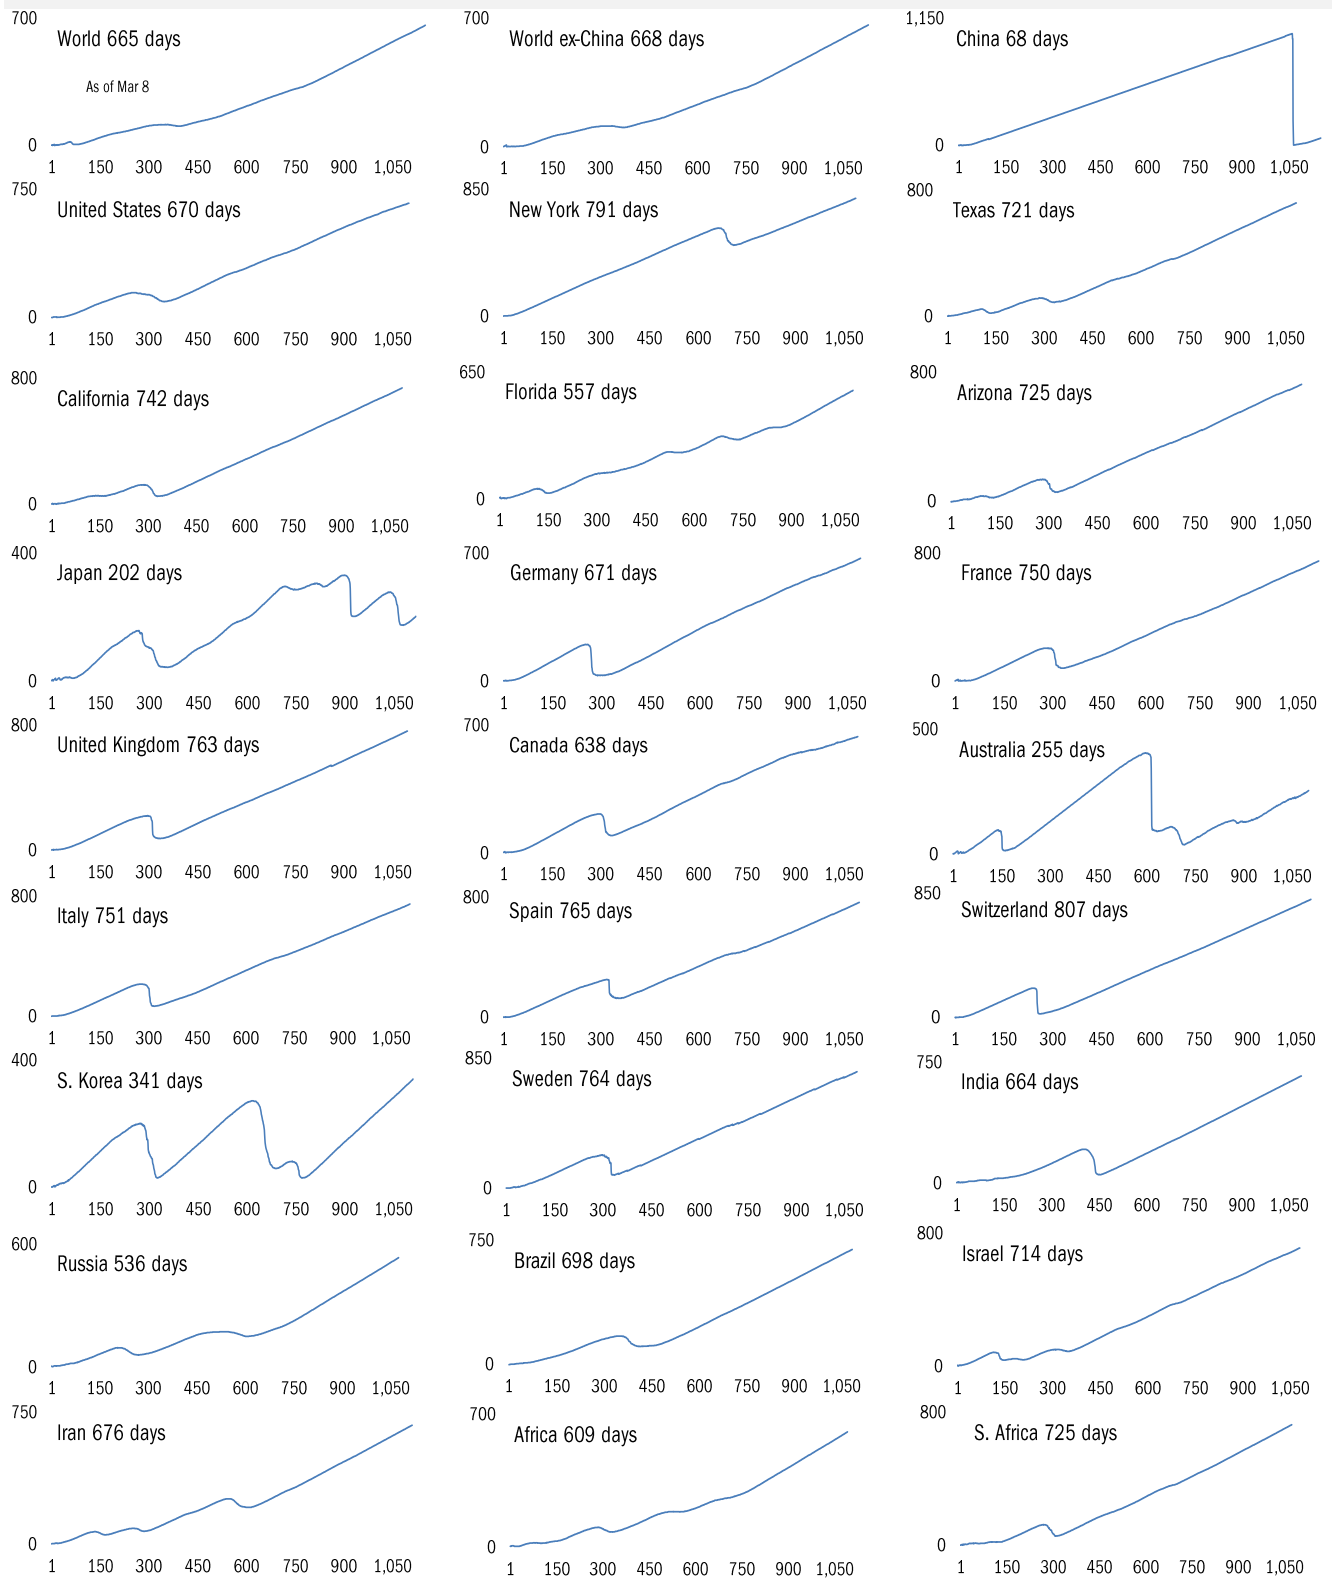 700
World 665 days
As of Mar 8
0
1 150 300 450 600 750 900 1,050
700
World ex-China 668 days
0
1 150 300 450 600 750 900 1,050
1,150
China 68 days
0
1 150 300 450 600 750 900 1,050
750
United States 670 days
0
1 150 300 450 600 750 900 1,050
850
New York 791 days
0
1 150 300 450 600 750 900 1,050
800
Texas 721 days
0
1 150 300 450 600 750 900 1,050
800
California 742 days
0
1 150 300 450 600 750 900 1,050
650
Florida 557 days
0
1 150 300 450 600 750 900 1,050
800
Arizona 725 days
0
1 150 300 450 600 750 900 1,050
400
Japan 202 days
0
1 150 300 450 600 750 900 1,050
700
Germany 671 days
0
1 150 300 450 600 750 900 1,050
800
France 750 days
0
1 150 300 450 600 750 900 1,050
800
United Kingdom 763 days
0
1 150 300 450 600 750 900 1,050
700
Canada 638 days
0
1 150 300 450 600 750 900 1,050
500
Australia 255 days
0
1 150 300 450 600 750 900 1,050
800
Italy 751 days
0
1 150 300 450 600 750 900 1,050
800
Spain 765 days
0
1 150 300 450 600 750 900 1,050
850
Switzerland 807 days
0
1 150 300 450 600 750 900 1,050
400
S. Korea 341 days
0
1 150 300 450 600 750 900 1,050
850
Sweden 764 days
0
1 150 300 450 600 750 900 1,050
750
India 664 days
0
1 150 300 450 600 750 900 1,050
600
Russia 536 days
0
1 150 300 450 600 750 900 1,050
750
Brazil 698 days
0
1 150 300 450 600 750 900 1,050
800
Israel 714 days
0
1 150 300 450 600 750 900 1,050
750
Iran 676 days
0
1 150 300 450 600 750 900 1,050
700
Africa 609 days
0
1 150 300 450 600 750 900 1,050
800
S. Africa 725 days
0
1 150 300 450 600 750 900 1,050